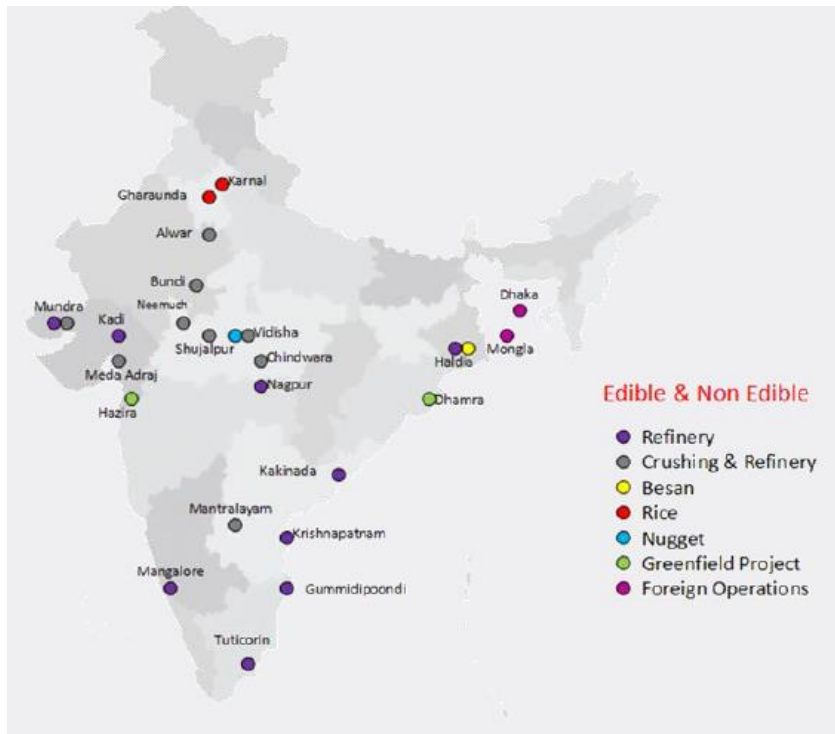 Karnal
Gharaunda
Alwar
Bundi
Neemuch
Mundra
Kadi
Shujalpur
Vidisha
Meda Adraj
Chindwara
Nagpur
Hazira
Dhaka
Mongla
Haldia
Dhamra
Kakinada
Mantralayam
Krishnapatnam
Mangalore
Gummidipoondi
Tuticorin
Edible & Non Edible
Refinery
Crushing & Refinery
Besan
Rice
Nugget
Greenfield Project
Foreign Operations